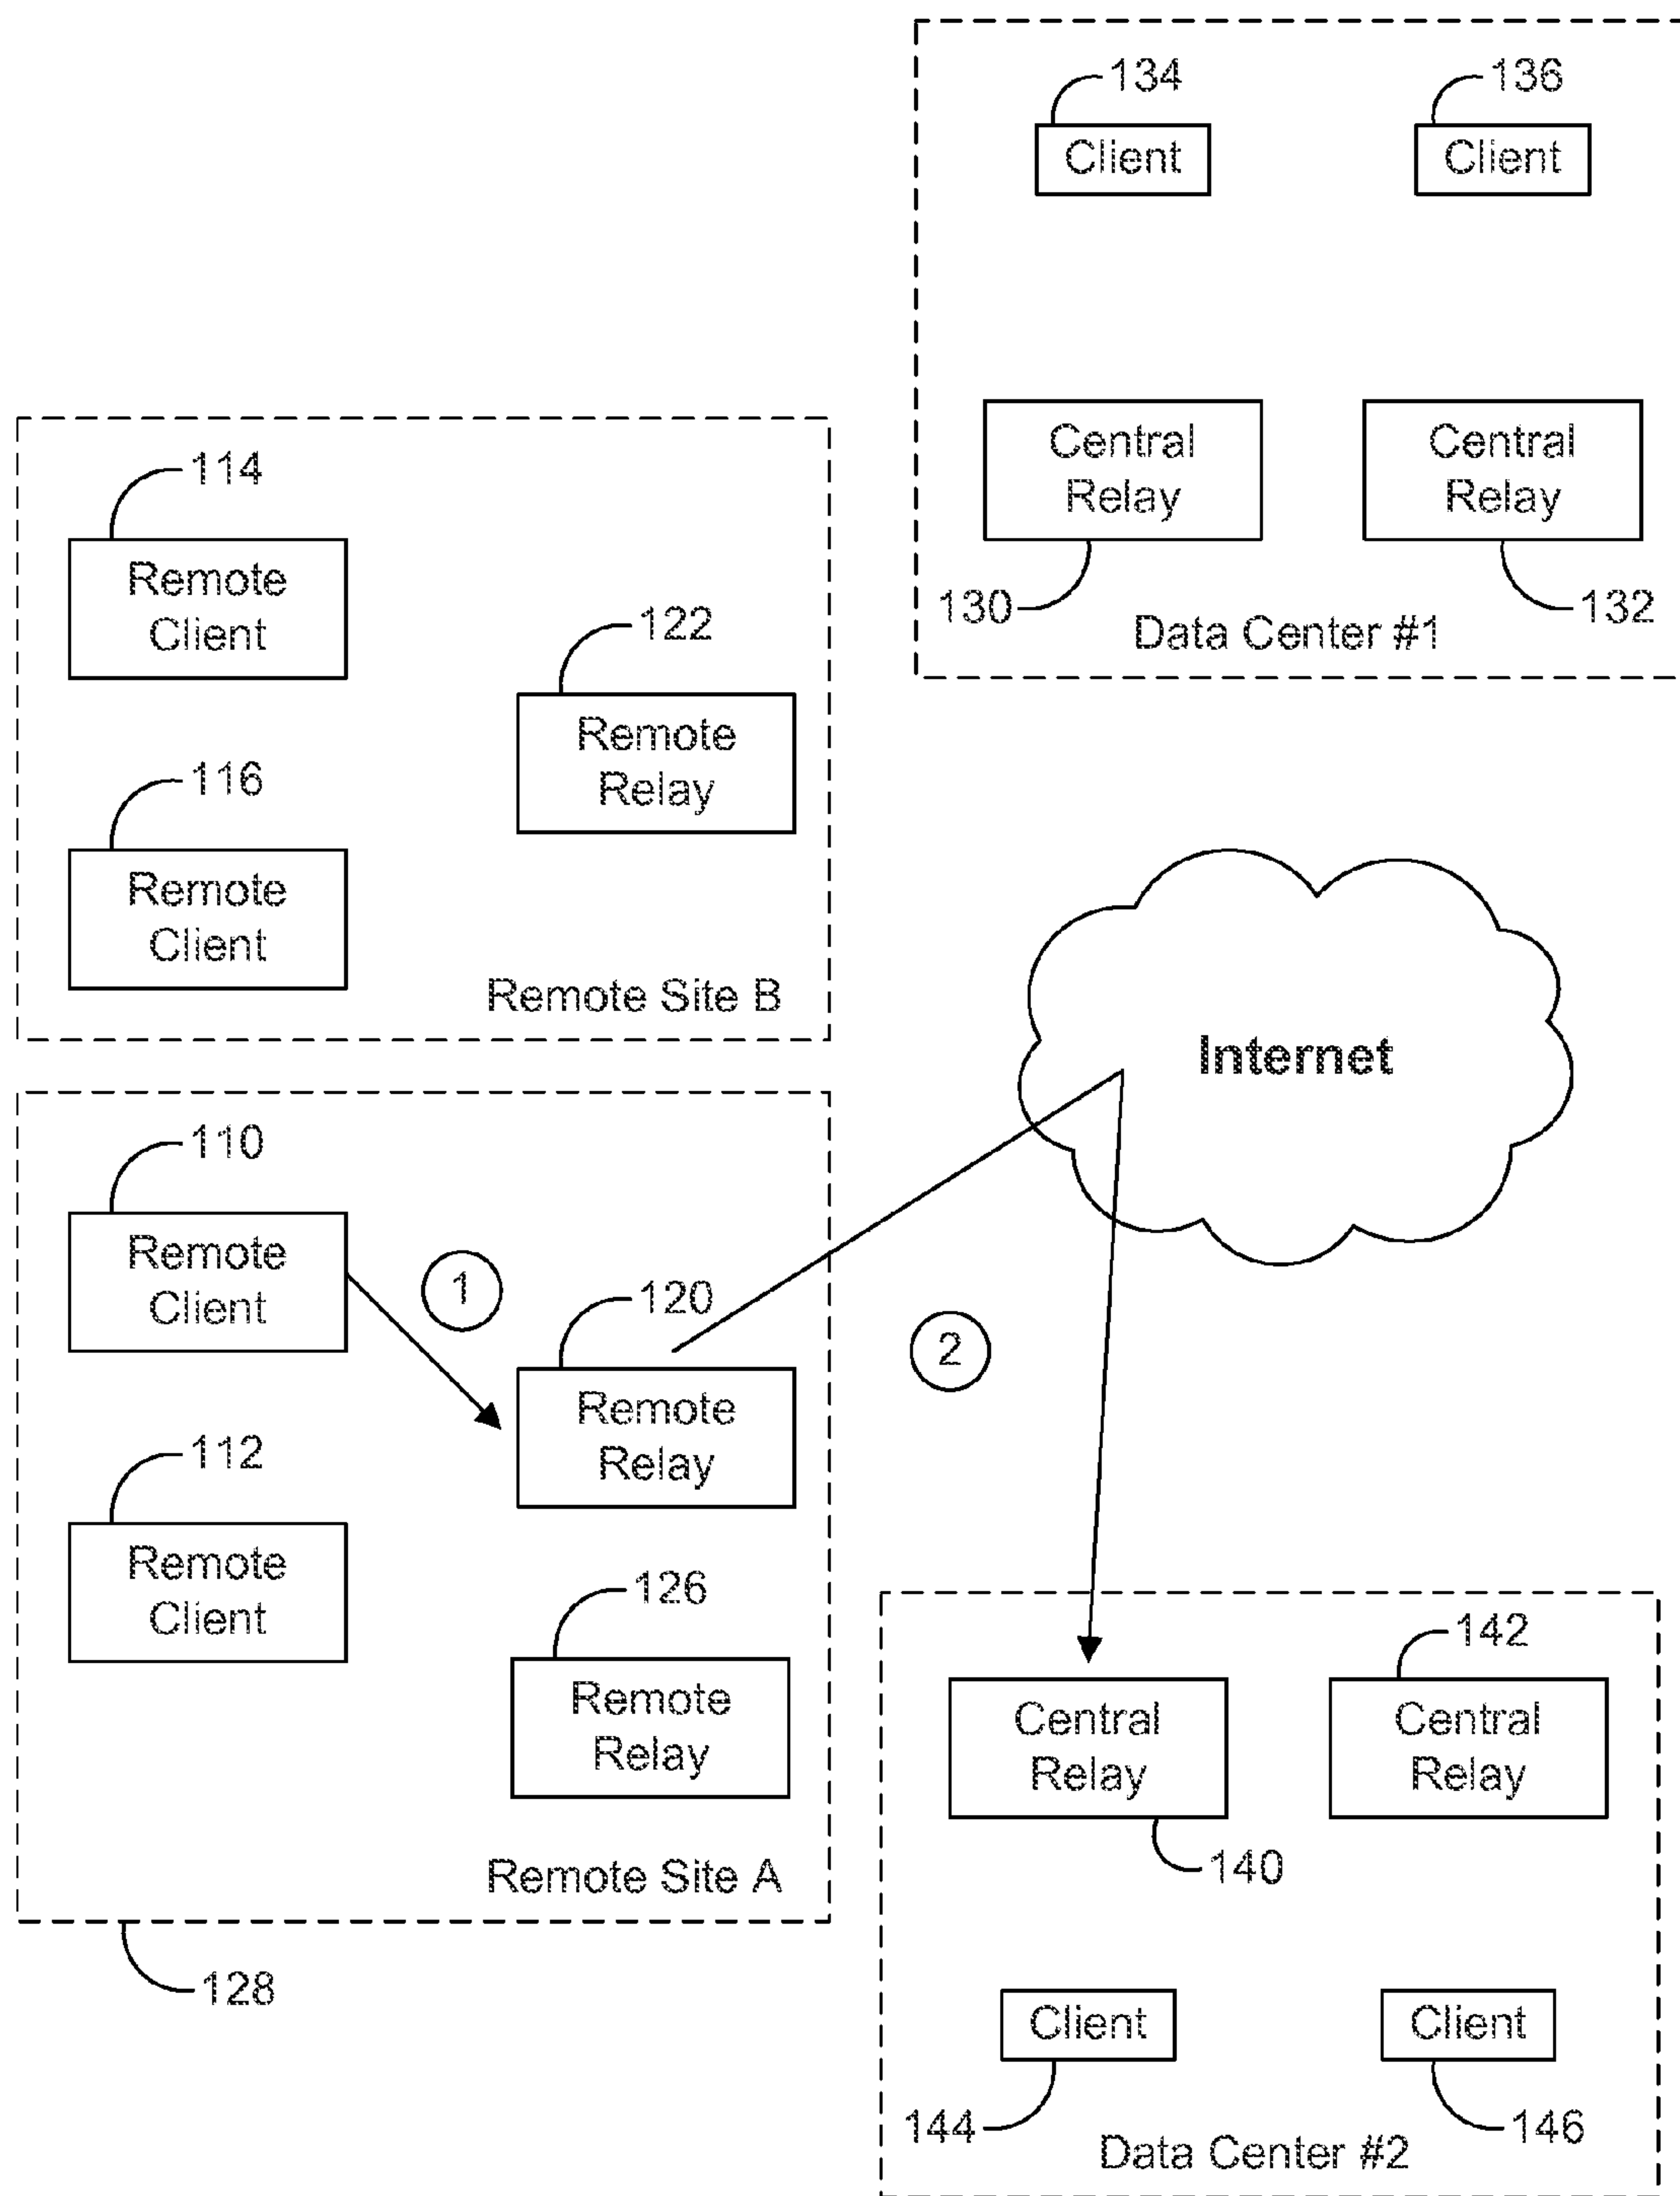 134
136
Client
Client
Central
Relay
Central
Relay
130
132
Data Center #1
114
Remote
Client
122
Remote
Relay
116
Remote
Client
Remote Site B
Internet
110
Remote
Client
1
120
Remote
Relay
2
112
Remote
Client
126
Remote
Relay
Remote Site A
128
142
Central
Relay
Central
Relay
140
Client
Client
144
146
Data Center #2